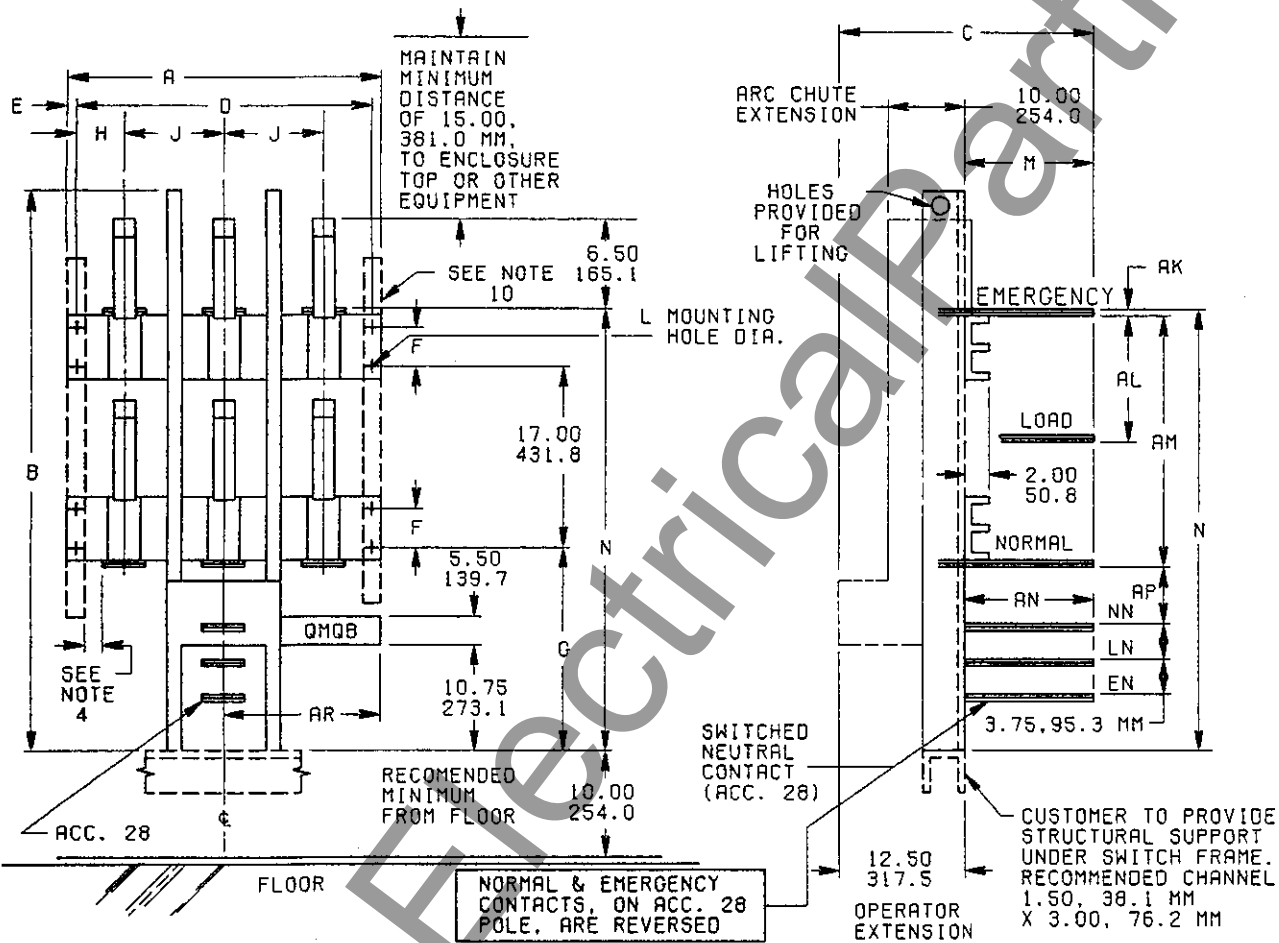 A
E
D
H
J
J
MAINTAIN
MINIMUM
DISTANCE
OF 15.00,
381.0 MM,
TO ENCLOSURE
TOP OR OTHER
EQUIPMENT
6.50
165.1
SEE NOTE
10
L MOUNTING
HOLE DIA.
F
17.00
431.8
B
F
N
5.50
139.7
QMQB
G
SEE
NOTE
4
10.75
273.1
AR
RECOMENDED
MINIMUM
FROM FLOOR
10.00
254.0
ACC. 28
℄
FLOOR
NORMAL & EMERGENCY
CONTACTS, ON ACC. 28
POLE, ARE REVERSED
C
ARC CHUTE
EXTENSION
10.00
254.0
M
HOLES
PROVIDED
FOR
LIFTING
AK
EMERGENCY
AL
LOAD
AM
2.00
50.8
N
NORMAL
AN
AP
NN
LN
EN
3.75,95.3 MM
SWITCHED
NEUTRAL
CONTACT
(ACC. 28)
12.50
317.5
OPERATOR
EXTENSION
CUSTOMER TO PROVIDE
STRUCTURAL SUPPORT
UNDER SWITCH FRAME.
RECOMMENDED CHANNEL
1.50, 38.1 MM
X 3.00, 76.2 MM
ElectricalParti